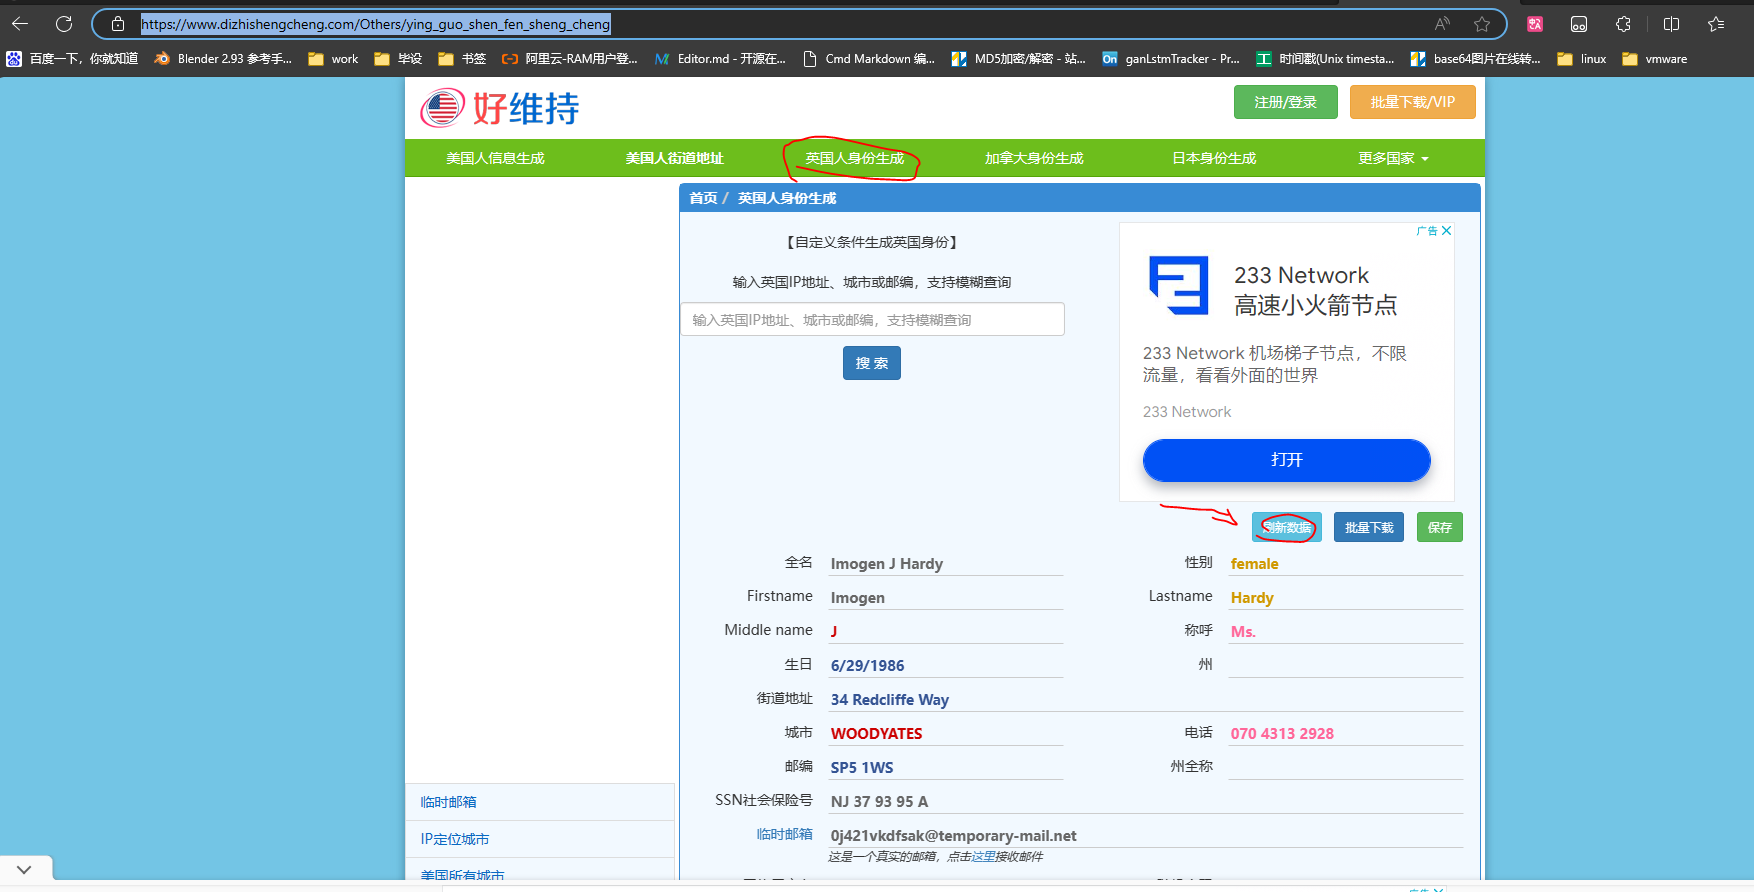 https://www.dizhishengcheng.com/Others/ying_guo_shen_fen_sheng_cheng
百度一下，你就知道 Blender 2.93 参考手... work 毕设 书签 阿里云-RAM用户登... Editor.md - 开源在... Cmd Markdown 编... MD5加密/解密 - 站... ganLstmTracker - Pr... 时间戳(Unix timesta... base64图片在线转... linux vmware
好维持
注册/登录 批量下载/VIP
美国人信息生成 美国人街道地址 英国人身份生成 加拿大身份生成 日本身份生成 更多国家
首页 / 英国人身份生成
【自定义条件生成英国身份】
输入英国IP地址、城市或邮编，支持模糊查询
输入英国IP地址、城市或邮编，支持模糊查询
搜 索
广告
233 Network
高速小火箭节点
233 Network 机场梯子节点，不限
流量，看看外面的世界
233 Network
打开
刷新数据 批量下载 保存
全名 Imogen J Hardy 性别 female
Firstname Imogen Lastname Hardy
Middle name J 称呼 Ms.
生日 6/29/1986 州
街道地址 34 Redcliffe Way
城市 WOODYATES 电话 070 4313 2928
邮编 SP5 1WS 州全称
SSN社会保险号 NJ 37 93 95 A
临时邮箱 0j421vkdfsak@temporary-mail.net
这是一个真实的邮箱，点击这里接收邮件
临时邮箱
IP定位城市
美国所有城市